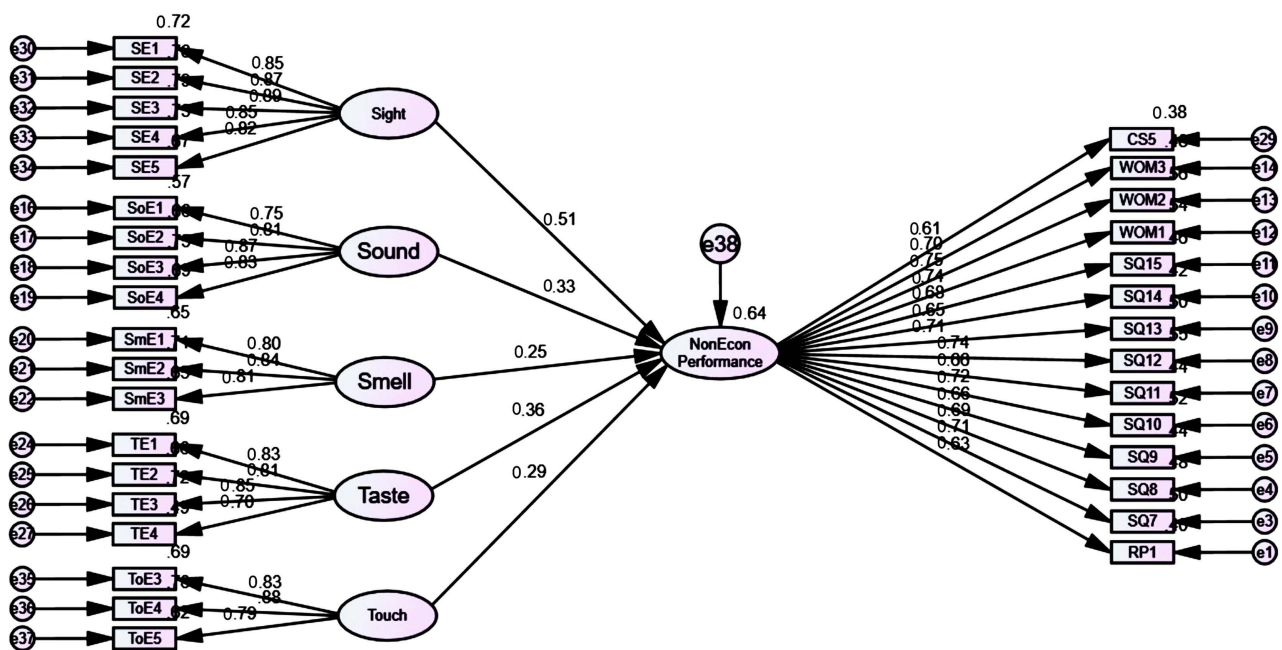 0.72
e30 SE1
0.85
e31 SE2
0.87
e32 SE3
0.89
e33 SE4
0.85
e34 SE5
0.82
Sight
0.51
.57
e16 SoE1
0.75
e17 SoE2
0.81
e18 SoE3
0.87
e19 SoE4
0.83
Sound
0.33
.65
e20 SmE1
0.80
e21 SmE2
0.84
e22 SmE3
0.81
Smell
0.25
.69
e24 TE1
0.83
e25 TE2
0.81
e26 TE3
0.85
e27 TE4
0.70
Taste
0.36
.69
e35 ToE3
0.83
e36 ToE4
.88
e37 ToE5
0.79
Touch
0.29
e38
0.64
NonEcon
Performance
0.38
0.61
CS5 e29
0.70
WOM3 e14
0.75
WOM2 e13
0.74
WOM1 e12
0.68
SQ15 e11
0.65
SQ14 e10
0.71
SQ13 e9
0.74
SQ12 e8
SQ11 e7
0.72
SQ10 e6
0.66
SQ9 e5
0.69
SQ8 e4
0.71
SQ7 e3
0.63
RP1 e1